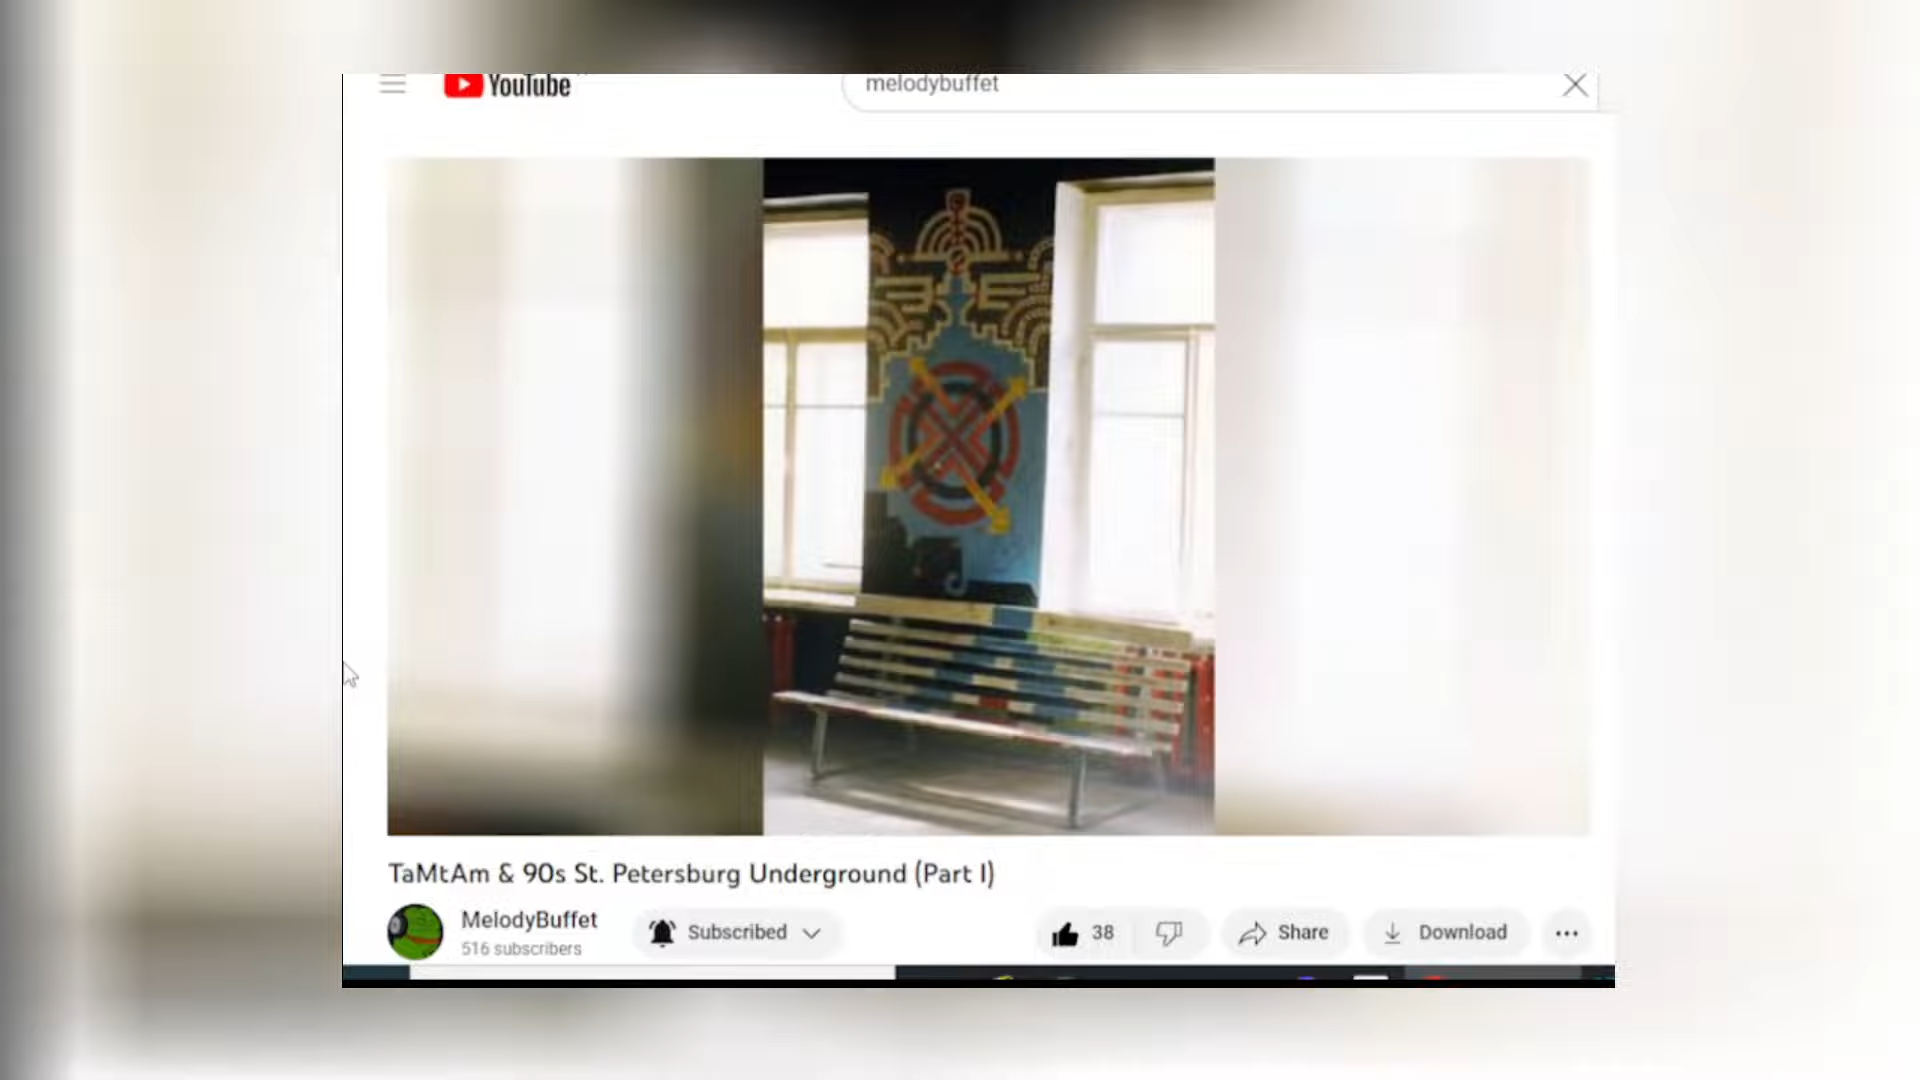 YouTube
melodybuffet
TaMtAm & 90s St. Petersburg Underground (Part I)
MelodyBuffet
516 subscribers
Subscribed
38
Share
Download